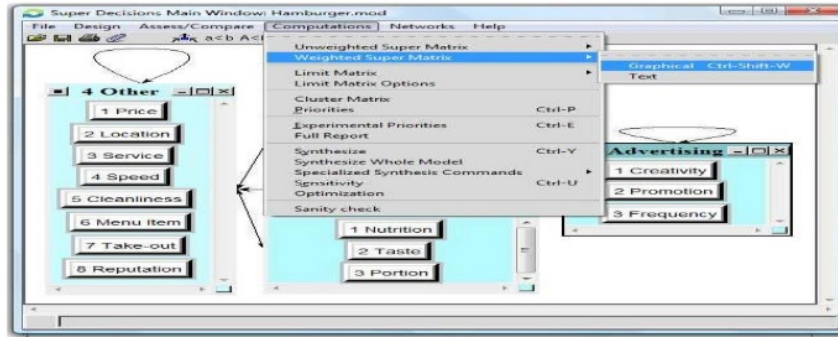 Super Decisions Main Window: Hamburger.mod
File Design Assess/Compare Computations Networks Help
a<b
Unweighted Super Matrix
Weighted Super Matrix
Graphical Ctrl-Shift-W
Text
Limit Matrix
Limit Matrix Options
Cluster Matrix
Priorities Ctrl-P
Experimental Priorities Ctrl-E
Full Report
Synthesize Ctrl-Y
Synthesize Whole Model
Specialized Synthesis Commands
Sensitivity Ctrl-U
Optimization
Sanity check
4 Other
1 Price
2 Location
3 Service
4 Speed
5 Cleanliness
6 Menu Item
7 Take-out
8 Reputation
1 Nutrition
2 Taste
3 Portion
Advertising
1 Creativity
2 Promotion
3 Frequency